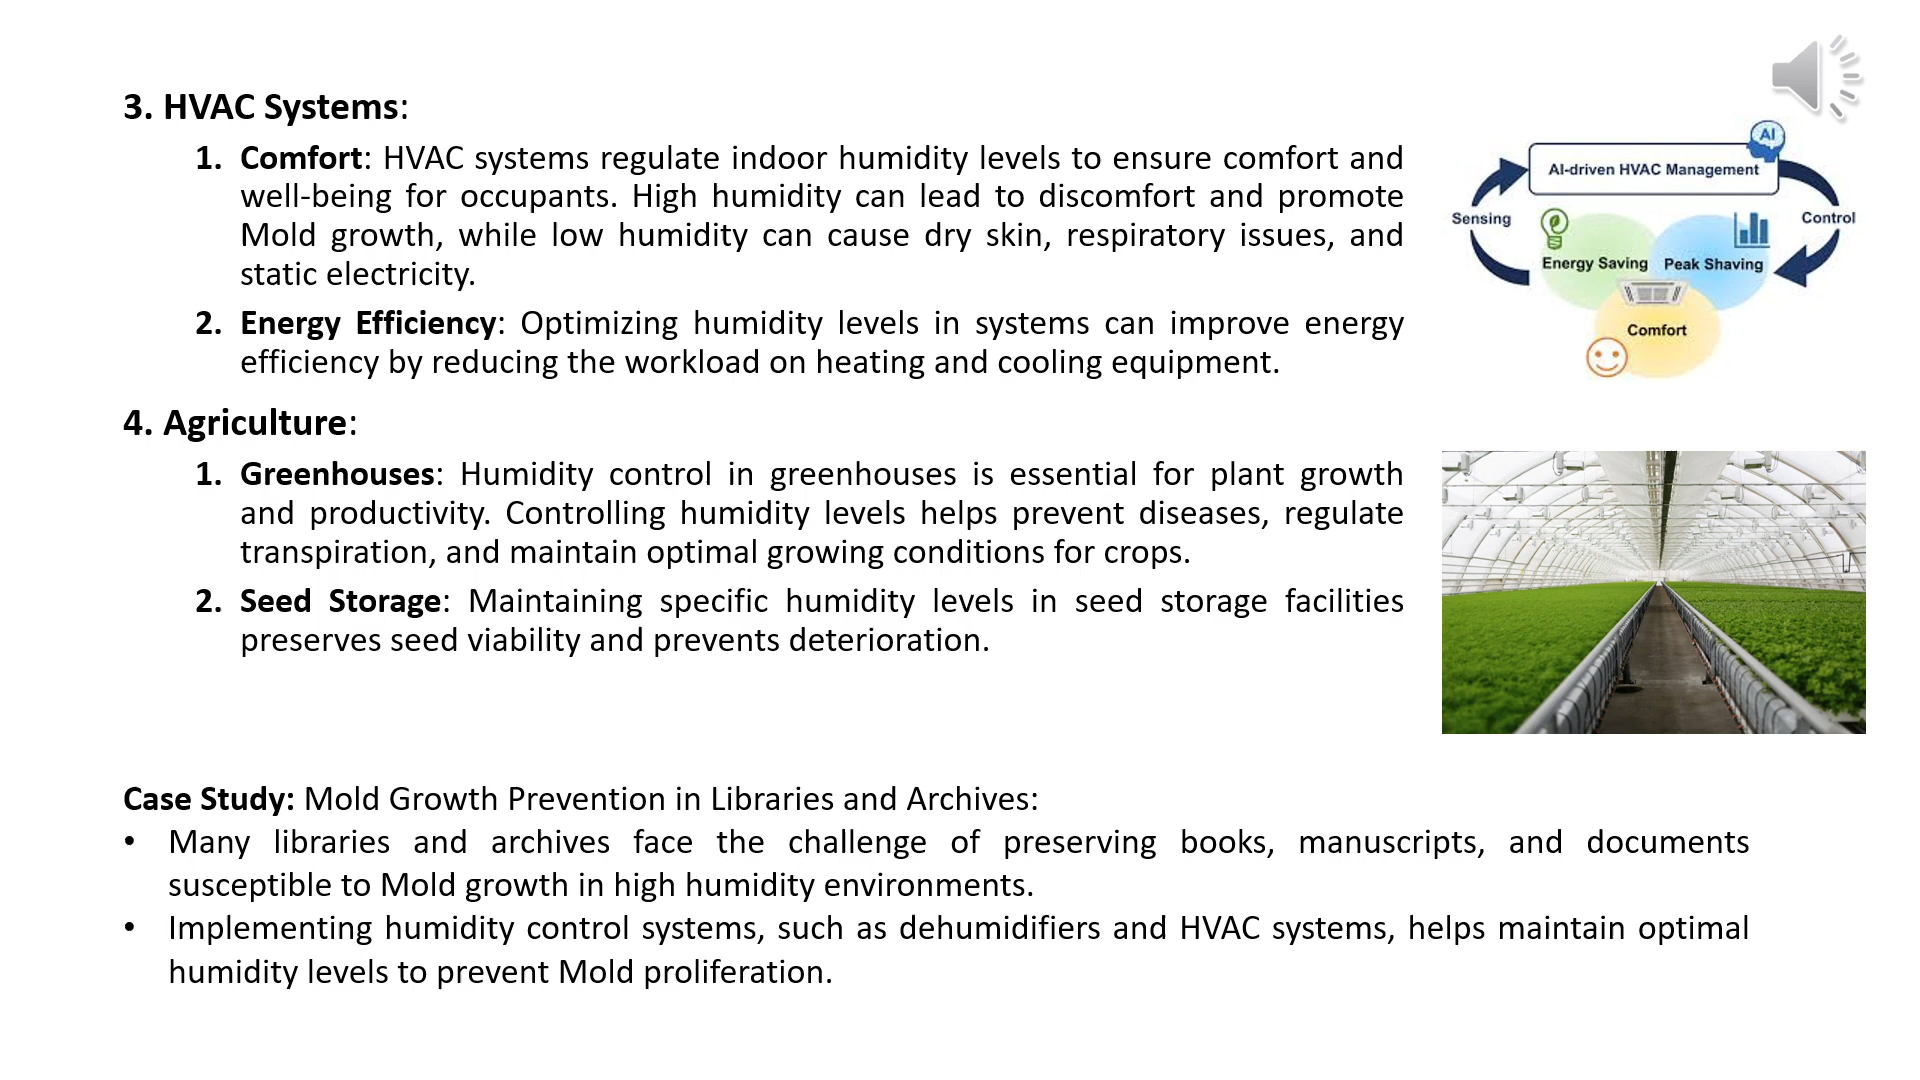 3. HVAC Systems:
1. Comfort: HVAC systems regulate indoor humidity levels to ensure comfort and
well-being for occupants. High humidity can lead to discomfort and promote
Mold growth, while low humidity can cause dry skin, respiratory issues, and
static electricity.
2. Energy Efficiency: Optimizing humidity levels in systems can improve energy
efficiency by reducing the workload on heating and cooling equipment.
AI
AI-driven HVAC Management
Sensing
Control
Energy Saving
Peak Shaving
Comfort
4. Agriculture:
1. Greenhouses: Humidity control in greenhouses is essential for plant growth
and productivity. Controlling humidity levels helps prevent diseases, regulate
transpiration, and maintain optimal growing conditions for crops.
2. Seed Storage: Maintaining specific humidity levels in seed storage facilities
preserves seed viability and prevents deterioration.
Case Study: Mold Growth Prevention in Libraries and Archives:
• Many libraries and archives face the challenge of preserving books, manuscripts, and documents
susceptible to Mold growth in high humidity environments.
• Implementing humidity control systems, such as dehumidifiers and HVAC systems, helps maintain optimal
humidity levels to prevent Mold proliferation.